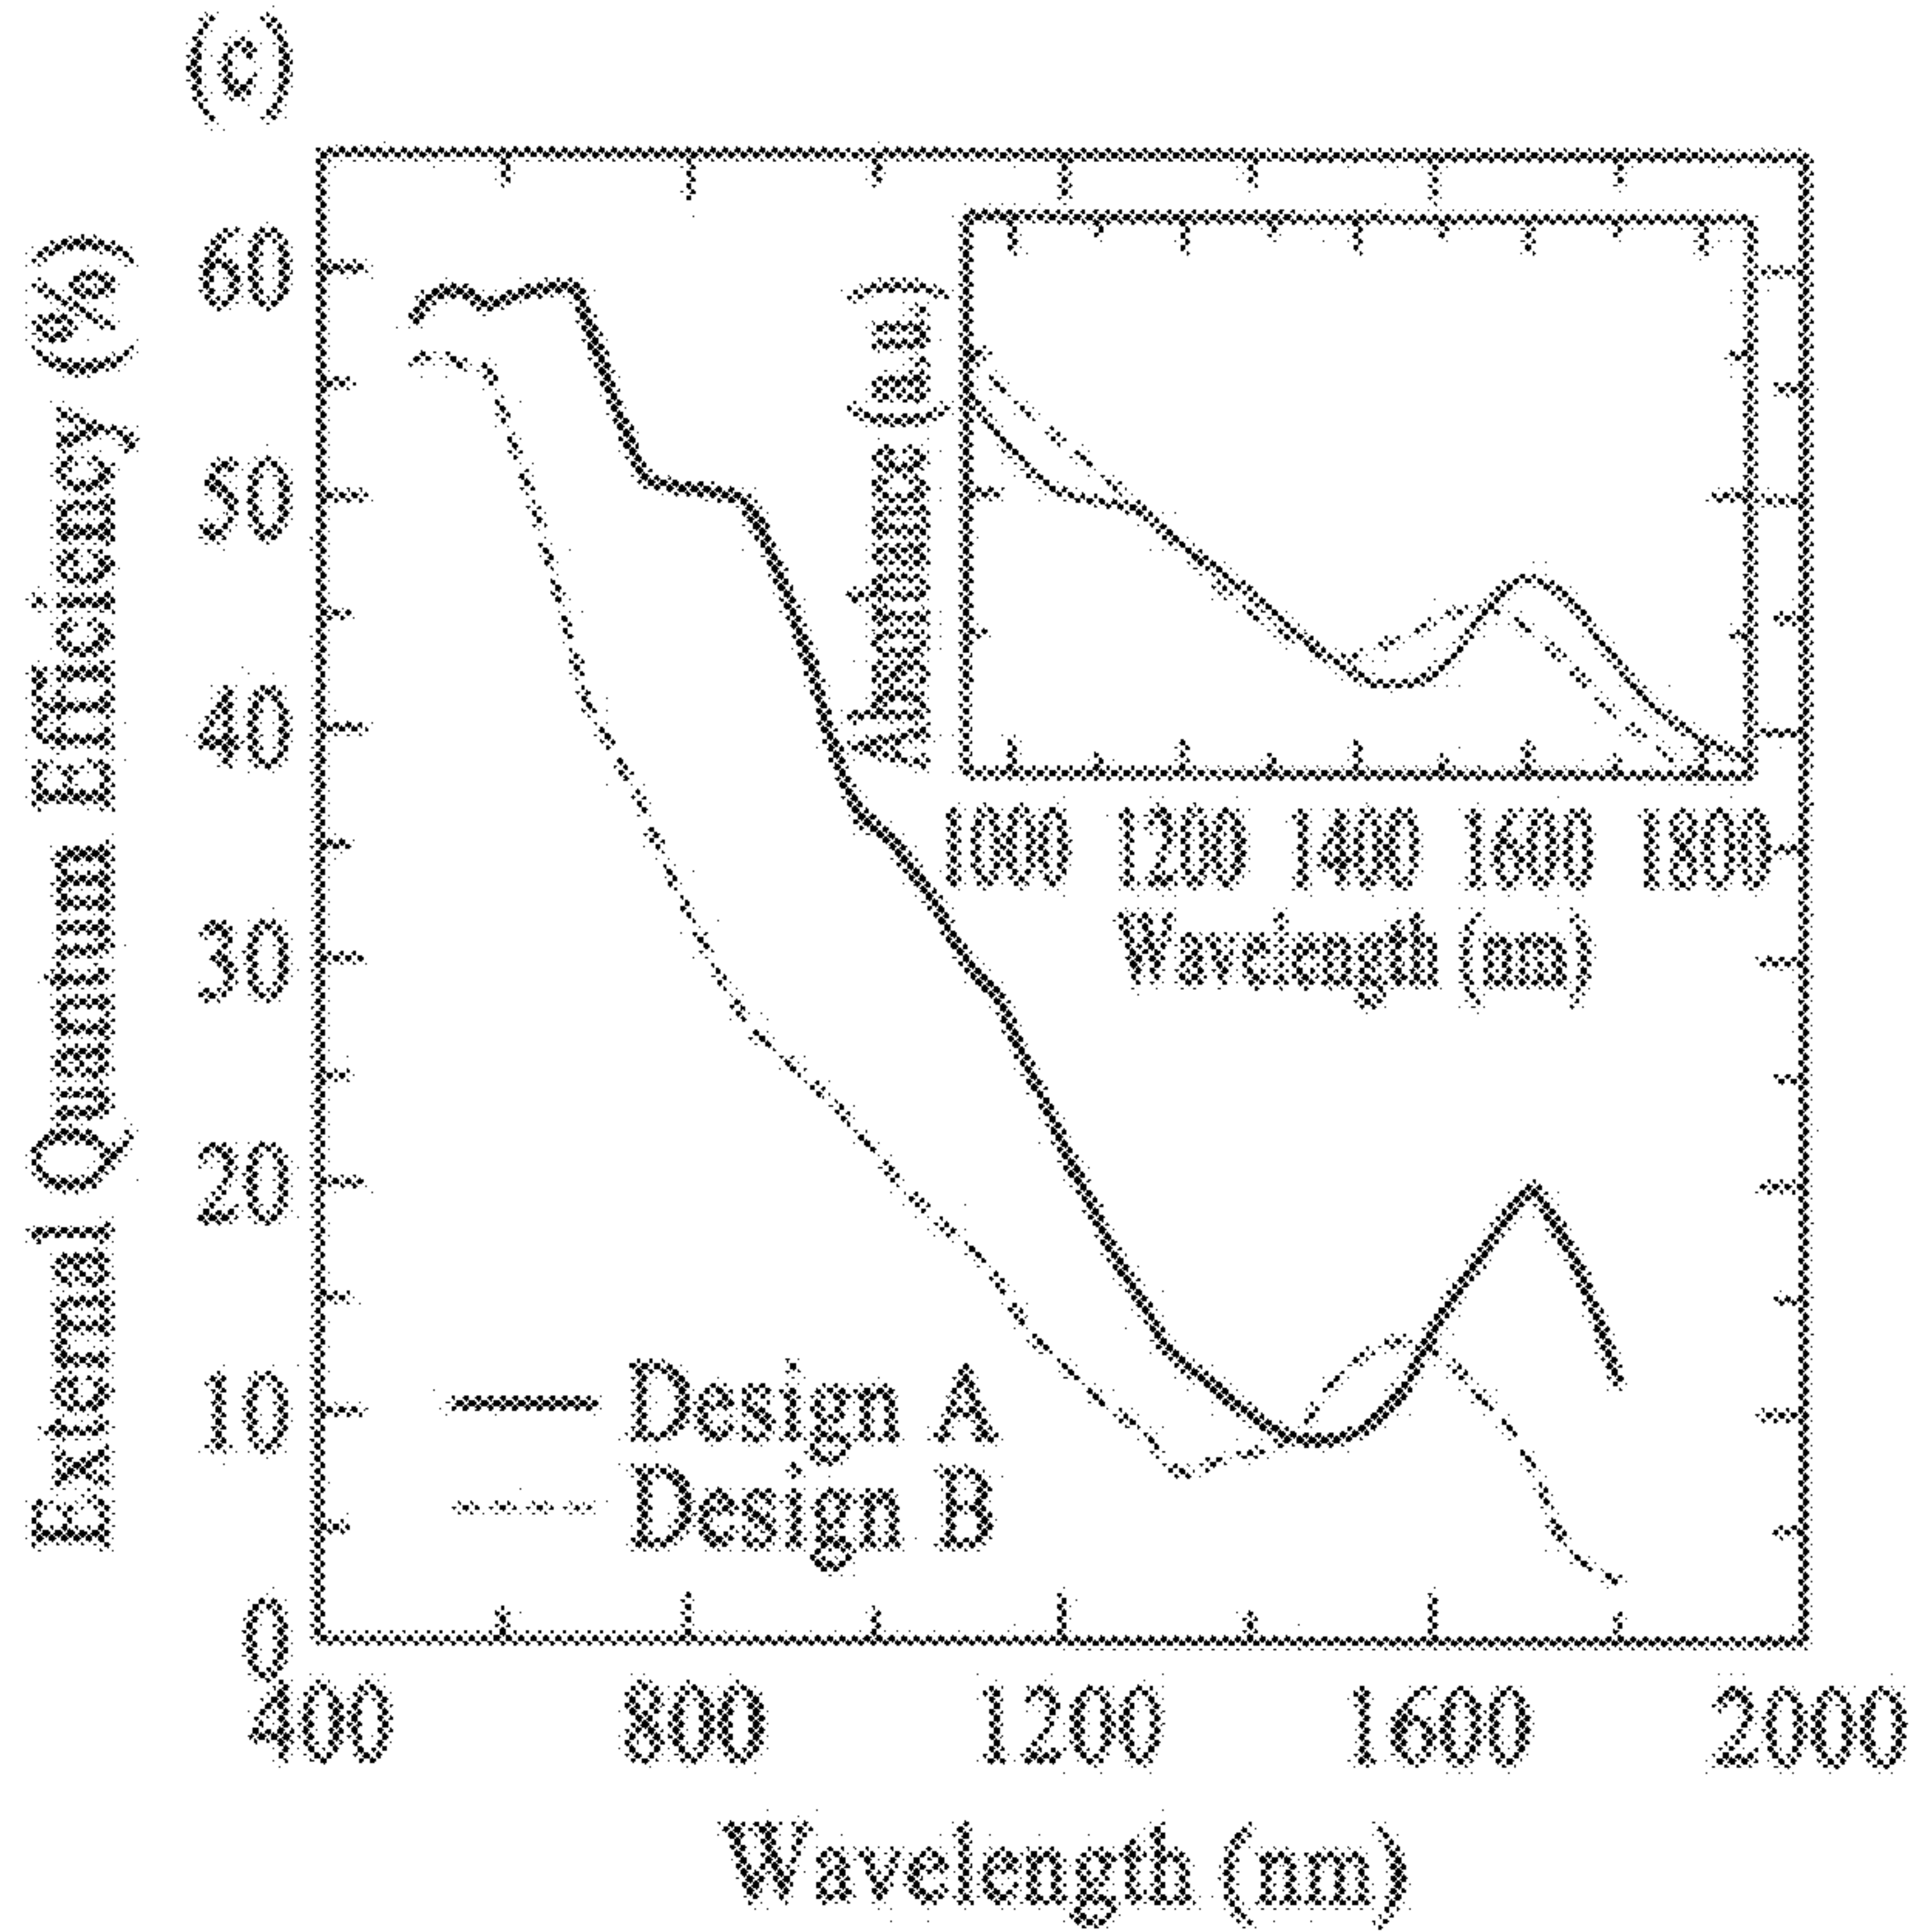 (c)
External Quantum Efficiency (%)
60
50
40
30
20
10
0
400 800 1200 1600 2000
Wavelength (nm)
Design A
Design B
Absorbance (a.u.)
1000 1200 1400 1600 1800
Wavelength (nm)